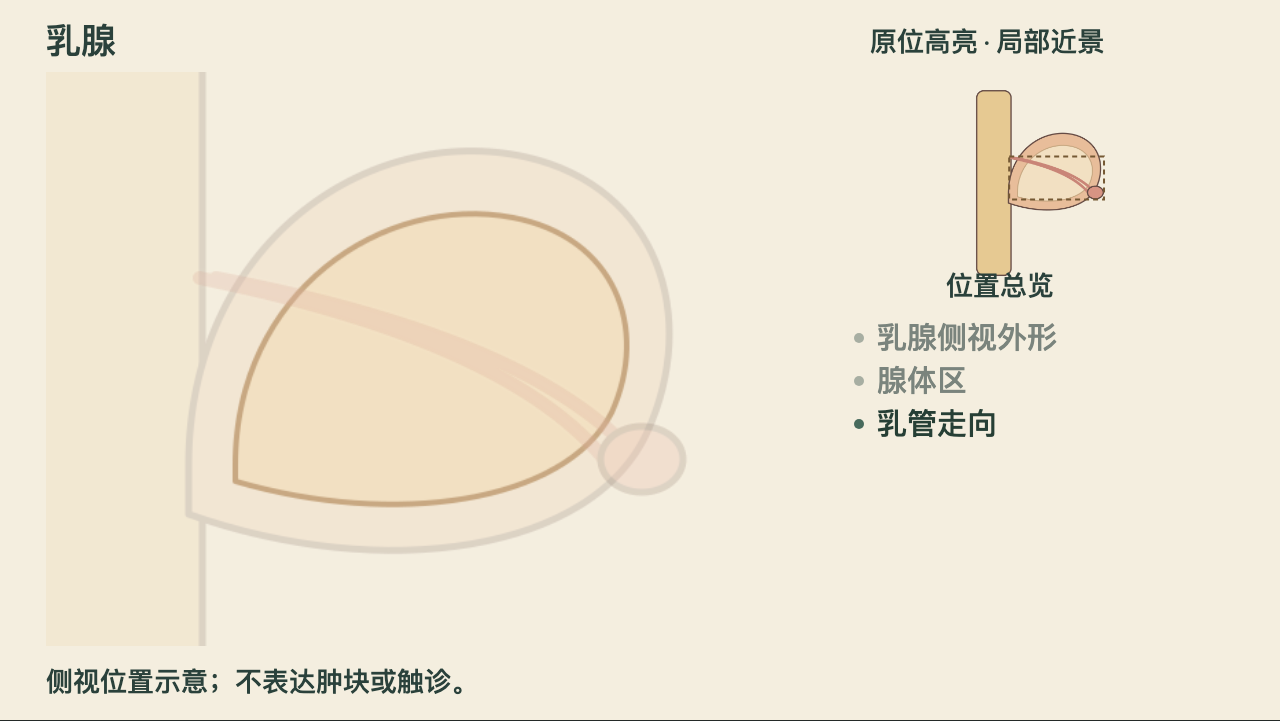 乳腺
原位高亮 · 局部近景
位置总览
乳腺侧视外形
腺体区
乳管走向
侧视位置示意；不表达肿块或触诊。